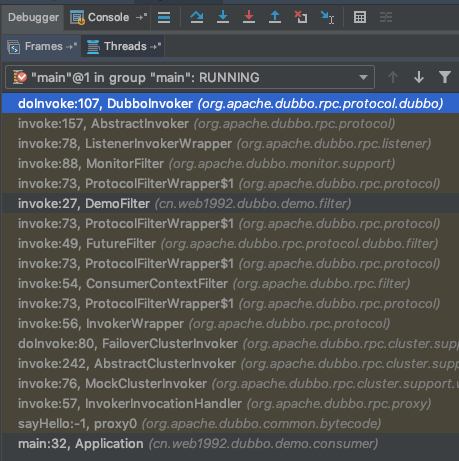 Debugger Console
Frames Threads
"main"@1 in group "main": RUNNING
doInvoke:107, DubboInvoker (org.apache.dubbo.rpc.protocol.dubbo)
invoke:157, AbstractInvoker (org.apache.dubbo.rpc.protocol)
invoke:78, ListenerInvokerWrapper (org.apache.dubbo.rpc.listener)
invoke:88, MonitorFilter (org.apache.dubbo.monitor.support)
invoke:73, ProtocolFilterWrapper$1 (org.apache.dubbo.rpc.protocol)
invoke:27, DemoFilter (cn.web1992.dubbo.demo.filter)
invoke:73, ProtocolFilterWrapper$1 (org.apache.dubbo.rpc.protocol)
invoke:49, FutureFilter (org.apache.dubbo.rpc.protocol.dubbo.filter)
invoke:73, ProtocolFilterWrapper$1 (org.apache.dubbo.rpc.protocol)
invoke:54, ConsumerContextFilter (org.apache.dubbo.rpc.filter)
invoke:73, ProtocolFilterWrapper$1 (org.apache.dubbo.rpc.protocol)
invoke:56, InvokerWrapper (org.apache.dubbo.rpc.protocol)
doInvoke:80, FailoverClusterInvoker (org.apache.dubbo.rpc.cluster.supp
invoke:242, AbstractClusterInvoker (org.apache.dubbo.rpc.cluster.supp
invoke:76, MockClusterInvoker (org.apache.dubbo.rpc.cluster.support.w
invoke:57, InvokerInvocationHandler (org.apache.dubbo.rpc.proxy)
sayHello:-1, proxy0 (org.apache.dubbo.common.bytecode)
main:32, Application (cn.web1992.dubbo.demo.consumer)